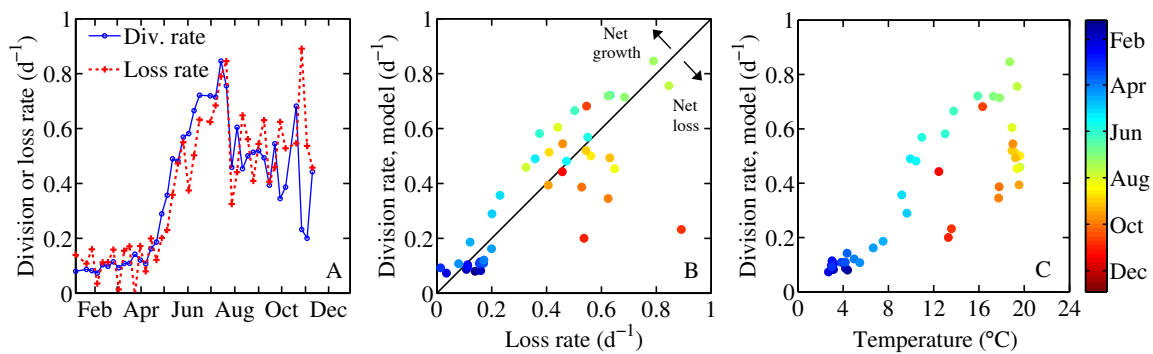 Division or loss rate (d⁻¹)
1
0.8
0.6
0.4
0.2
0
Div. rate
Loss rate
A
Feb Apr Jun Aug Oct Dec
Division rate, model (d⁻¹)
1
0.8
0.6
0.4
0.2
0
Net
growth
Net
loss
B
0 0.2 0.4 0.6 0.8 1
Loss rate (d⁻¹)
Division rate, model (d⁻¹)
1
0.8
0.6
0.4
0.2
0
C
0 4 8 12 16 20 24
Temperature (°C)
Feb
Apr
Jun
Aug
Oct
Dec